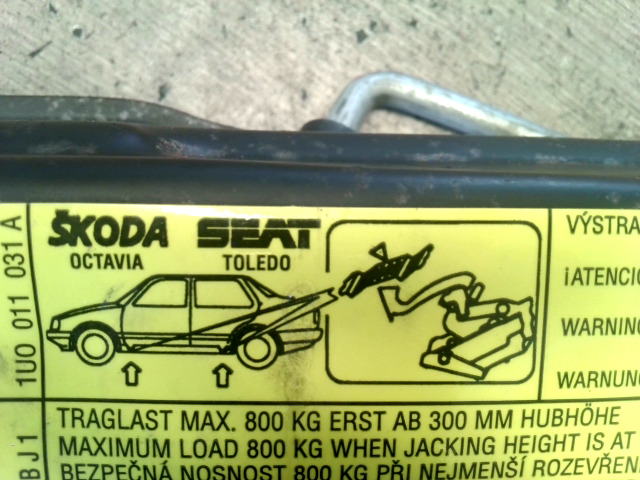 1U0 011 031 A
ŠKODA SEAT
OCTAVIA TOLEDO
VÝSTRA
¡ATENCIÓ
WARNING
WARNUNG
BJ1
TRAGLAST MAX. 800 KG ERST AB 300 MM HUBHÖHE
MAXIMUM LOAD 800 KG WHEN JACKING HEIGHT IS AT
BEZPEČNÁ NOSNOST 800 KG PŘI NEJMENŠÍ ROZEVŘENÍ